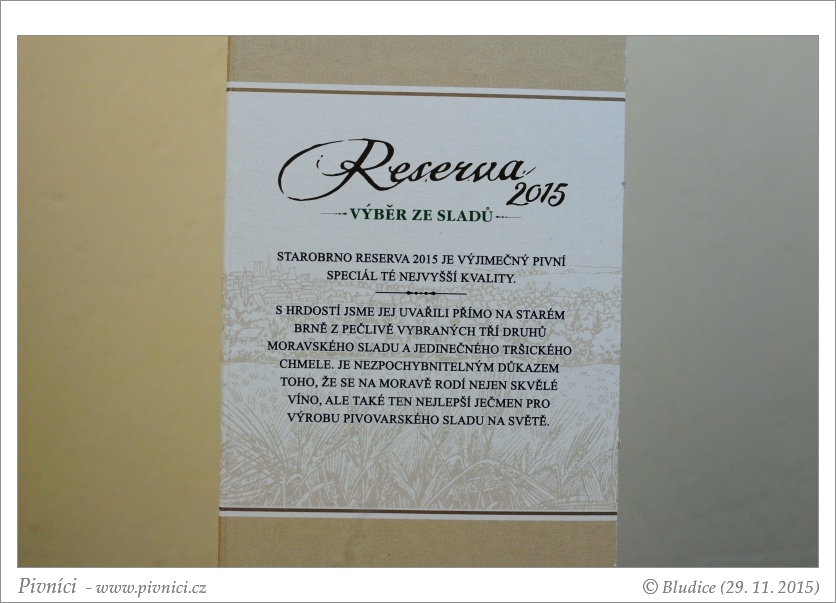 Reserva
2015
VÝBĚR ZE SLADŮ
STAROBRNO RESERVA 2015 JE VÝJIMEČNÝ PIVNÍ
SPECIÁL TÉ NEJVYŠŠÍ KVALITY.
S HRDOSTÍ JSME JEJ UVAŘILI PŘÍMO NA STARÉM
BRNĚ Z PEČLIVĚ VYBRANÝCH TŘÍ DRUHŮ
MORAVSKÉHO SLADU A JEDINEČNÉHO TRŠICKÉHO
CHMELE. JE NEZPOCHYBNITELNÝM DŮKAZEM
TOHO, ŽE SE NA MORAVĚ RODÍ NEJEN SKVĚLÉ
VÍNO, ALE TAKÉ TEN NEJLEPŠÍ JEČMEN PRO
VÝROBU PIVOVARSKÉHO SLADU NA SVĚTĚ.
Pivníci - www.pivnici.cz
© Bludice (29. 11. 2015)